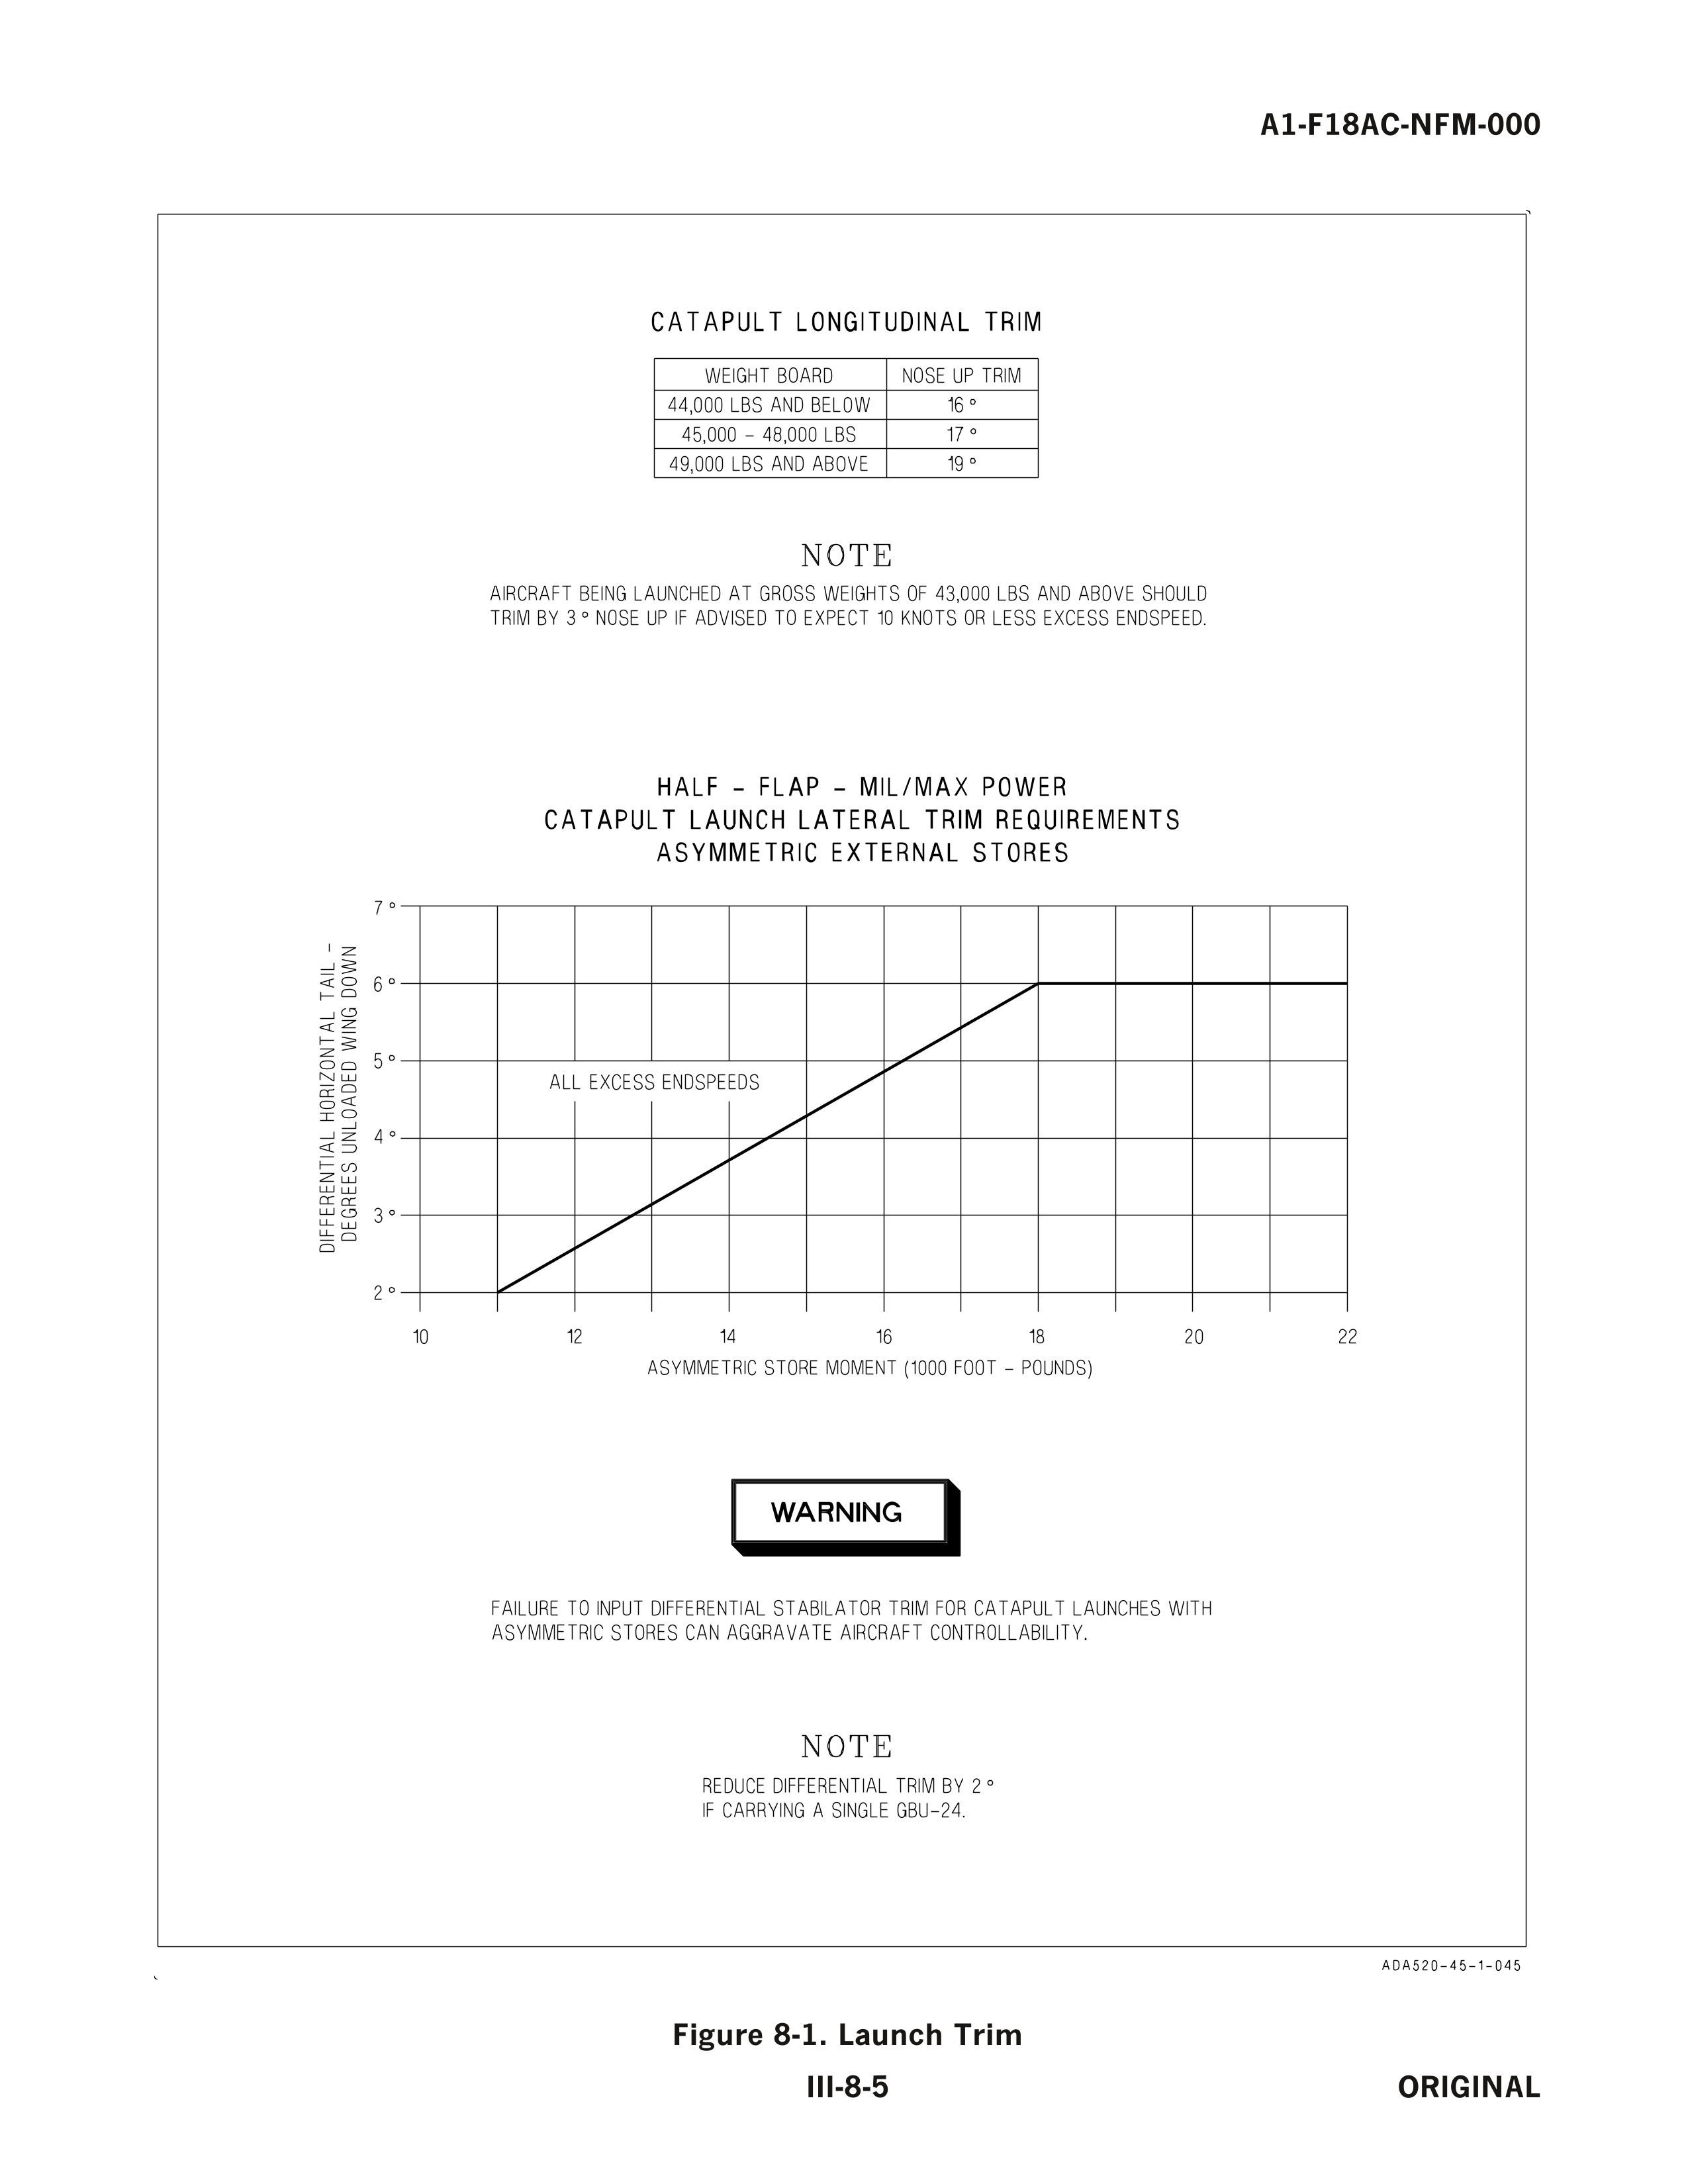 A1-F18AC-NFM-000
CATAPULT LONGITUDINAL TRIM
WEIGHT BOARD NOSE UP TRIM
44,000 LBS AND BELOW 16 °
45,000 – 48,000 LBS 17 °
49,000 LBS AND ABOVE 19 °
NOTE
AIRCRAFT BEING LAUNCHED AT GROSS WEIGHTS OF 43,000 LBS AND ABOVE SHOULD
TRIM BY 3 ° NOSE UP IF ADVISED TO EXPECT 10 KNOTS OR LESS EXCESS ENDSPEED.
HALF – FLAP – MIL/MAX POWER
CATAPULT LAUNCH LATERAL TRIM REQUIREMENTS
ASYMMETRIC EXTERNAL STORES
DIFFERENTIAL HORIZONTAL TAIL –
DEGREES UNLOADED WING DOWN
7 °
6 °
5 °
4 °
3 °
2 °
ALL EXCESS ENDSPEEDS
10 12 14 16 18 20 22
ASYMMETRIC STORE MOMENT (1000 FOOT – POUNDS)
WARNING
FAILURE TO INPUT DIFFERENTIAL STABILATOR TRIM FOR CATAPULT LAUNCHES WITH
ASYMMETRIC STORES CAN AGGRAVATE AIRCRAFT CONTROLLABILITY.
NOTE
REDUCE DIFFERENTIAL TRIM BY 2 °
IF CARRYING A SINGLE GBU–24.
ADA520–45–1–045
Figure 8-1. Launch Trim
III-8-5 ORIGINAL